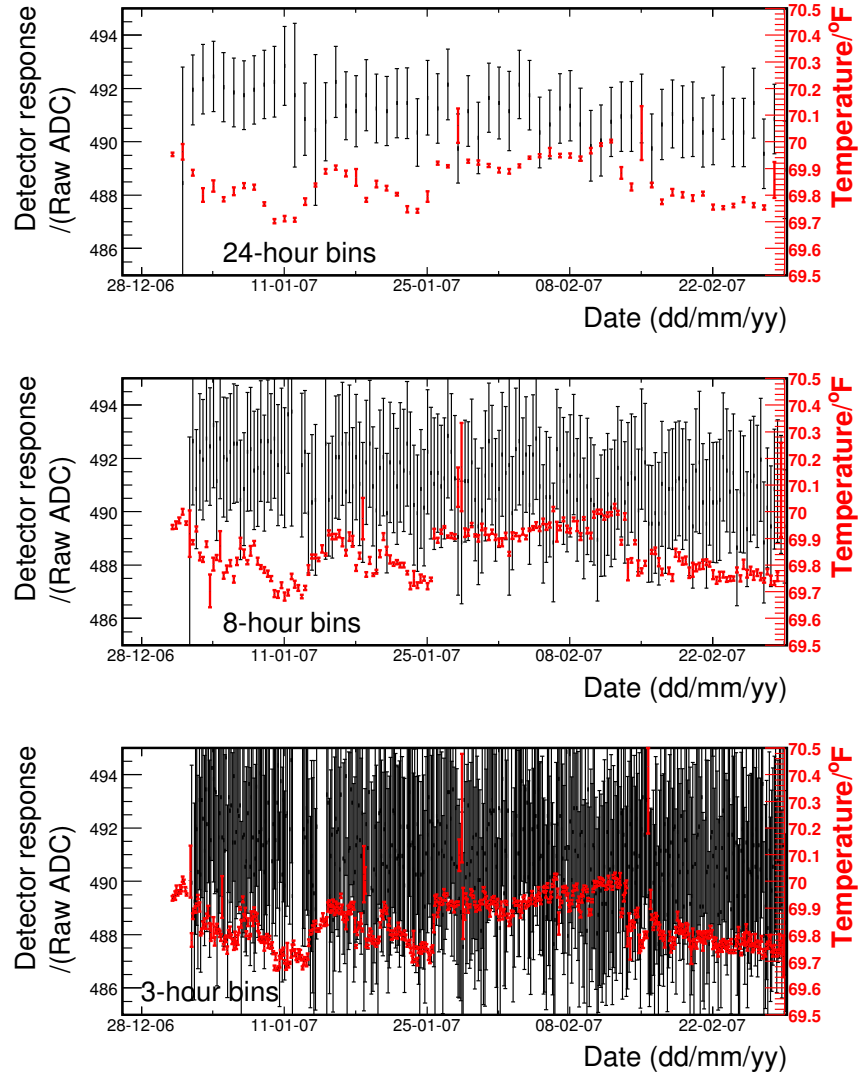 Detector response
/(Raw ADC)
494
492
490
488
486
70.5
70.4
70.3
70.2
70.1
70
69.9
69.8
69.7
69.6
69.5
Temperature/°F
24-hour bins
28-12-06 11-01-07 25-01-07 08-02-07 22-02-07
Date (dd/mm/yy)
Detector response
/(Raw ADC)
494
492
490
488
486
70.5
70.4
70.3
70.2
70.1
70
69.9
69.8
69.7
69.6
69.5
Temperature/°F
8-hour bins
28-12-06 11-01-07 25-01-07 08-02-07 22-02-07
Date (dd/mm/yy)
Detector response
/(Raw ADC)
494
492
490
488
486
70.5
70.4
70.3
70.2
70.1
70
69.9
69.8
69.7
69.6
69.5
Temperature/°F
3-hour bins
28-12-06 11-01-07 25-01-07 08-02-07 22-02-07
Date (dd/mm/yy)